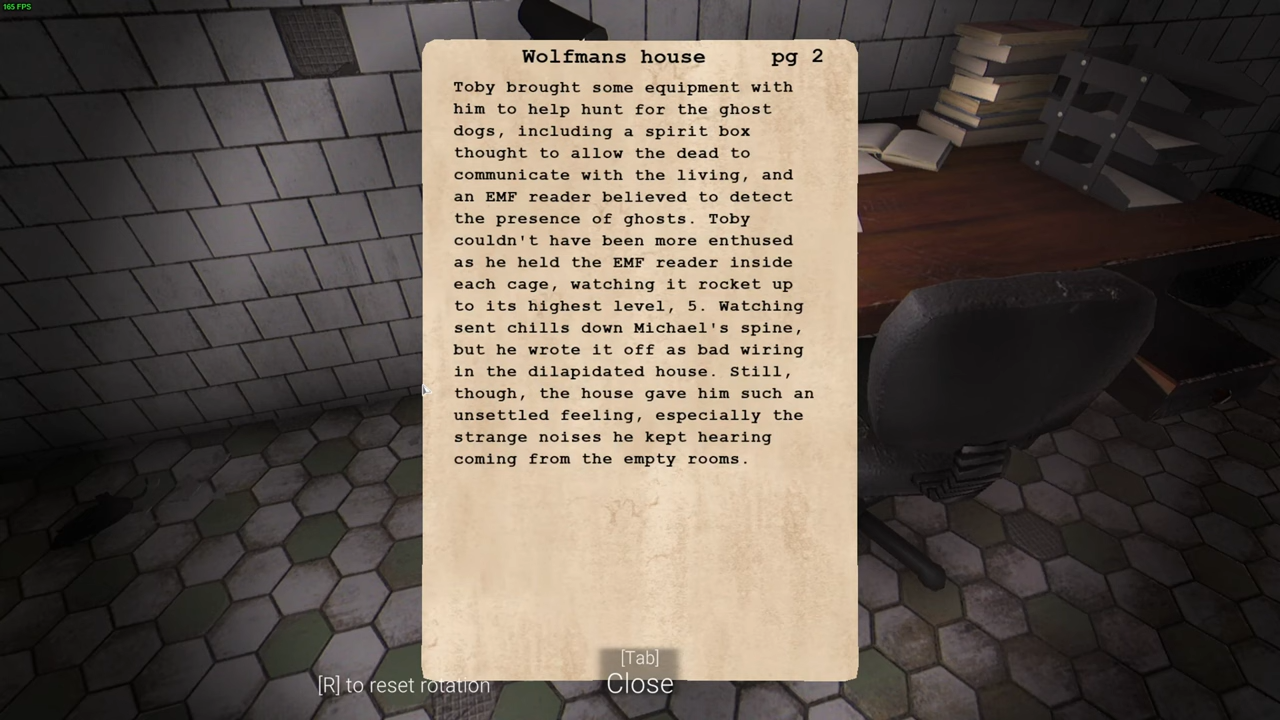 165 FPS
Wolfmans house pg 2
Toby brought some equipment with
him to help hunt for the ghost
dogs, including a spirit box
thought to allow the dead to
communicate with the living, and
an EMF reader believed to detect
the presence of ghosts. Toby
couldn't have been more enthused
as he held the EMF reader inside
each cage, watching it rocket up
to its highest level, 5. Watching
sent chills down Michael's spine,
but he wrote it off as bad wiring
in the dilapidated house. Still,
though, the house gave him such an
unsettled feeling, especially the
strange noises he kept hearing
coming from the empty rooms.
[Tab]
Close
[R] to reset rotation